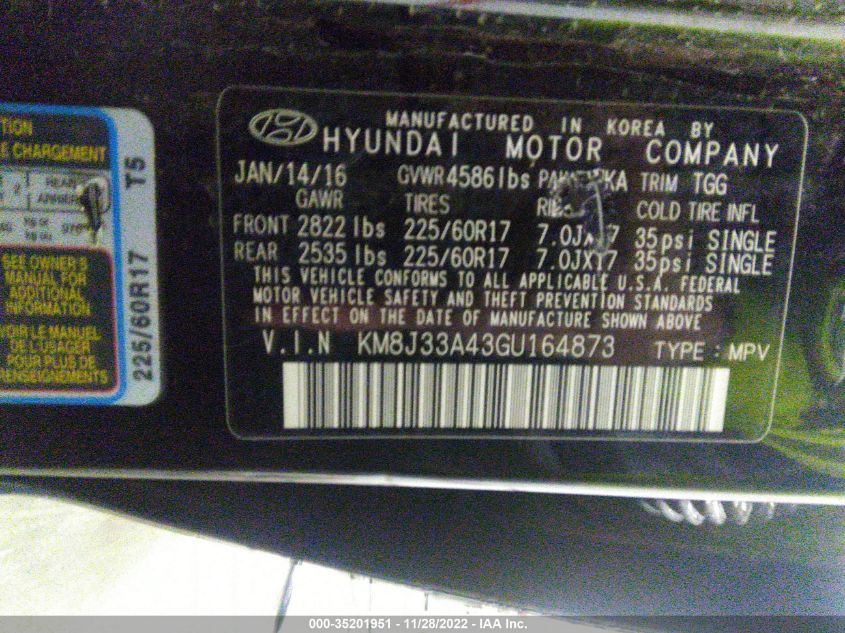 TION
E CHARGEMENT
2
SEE OWNER'S
MANUAL FOR
ADDITIONAL
INFORMATION
VOIR LE MANUEL
DE L'USAGER
POUR PLUS DE
RENSEIGNEMENTS
225/60R17 T5
MANUFACTURED IN KOREA BY
HYUNDAI MOTOR COMPANY
JAN/14/16 GVWR 4586 lbs TRIM TGG
GAWR TIRES COLD TIRE INFL
FRONT 2822 lbs 225/60R17 7.0JX17 35psi SINGLE
REAR 2535 lbs 225/60R17 7.0JX17 35psi SINGLE
THIS VEHICLE CONFORMS TO ALL APPLICABLE U.S.A. FEDERAL
MOTOR VEHICLE SAFETY AND THEFT PREVENTION STANDARDS
IN EFFECT ON THE DATE OF MANUFACTURE SHOWN ABOVE
V.I.N KM8J33A43GU164873 TYPE : MPV
000-35201951 - 11/28/2022 - IAA Inc.